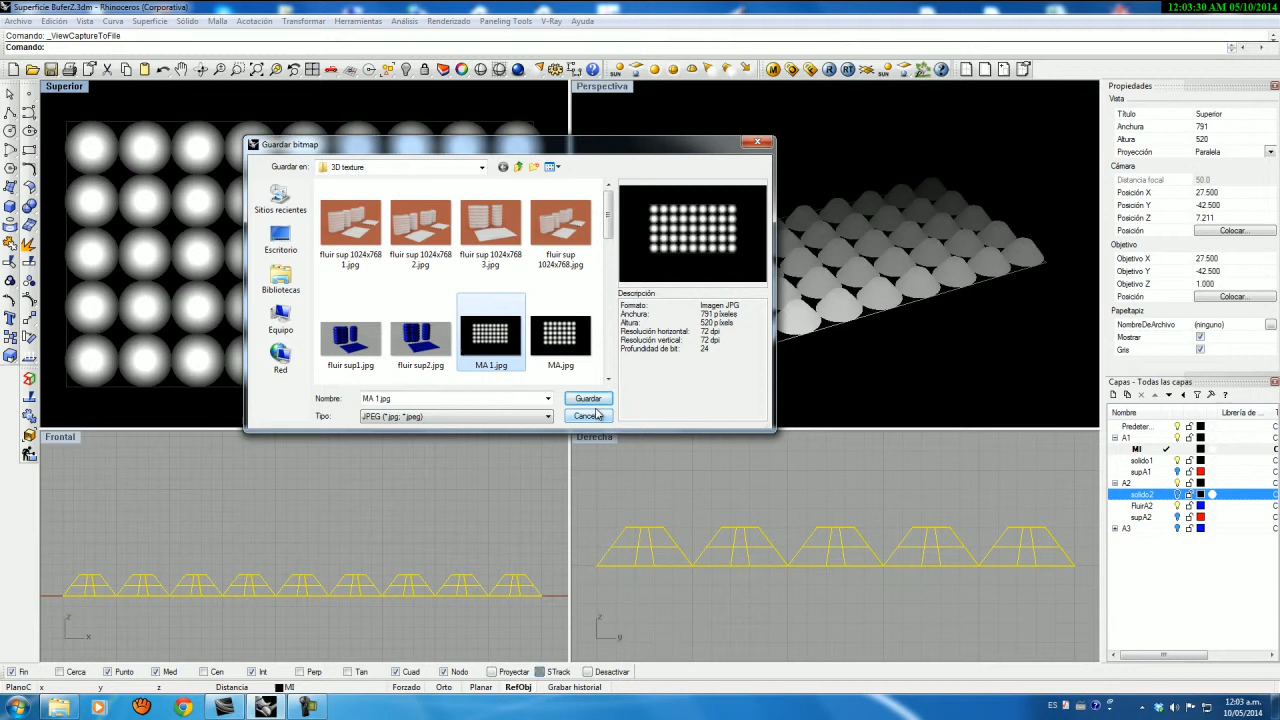 Superficie BuferZ.3dm - Rhinoceros (Corporativa)
12:03:30 AM 05/10/2014
Archivo Edición Vista Curva Superficie Sólido Malla Acotación Transformar Herramientas Análisis Renderizado Paneling Tools V-Ray Ayuda
Comando: _ViewCaptureToFile
Comando:
SUN M R RT SUN
Superior
Perspectiva
Guardar bitmap
Guardar en: 3D texture
Sitios recientes
Escritorio
Bibliotecas
Equipo
Red
fluir sup 1024x768 1.jpg
fluir sup 1024x768 2.jpg
fluir sup 1024x768 3.jpg
fluir sup 1024x768.jpg
fluir sup1.jpg
fluir sup2.jpg
MA 1.jpg
MA.jpg
Descripción
Formato: Imagen JPG
Anchura: 791 píxeles
Altura: 520 píxels
Resolución horizontal: 72 dpi
Resolución vertical: 72 dpi
Profundidad de bit: 24
Nombre: MA 1.jpg
Guardar
Tipo: JPEG (*.jpg; *.jpeg)
Cancelar
Propiedades
Vista
Título Superior
Anchura 791
Altura 520
Proyección Paralela
Cámara
Distancia focal 50.0
Posición X 27.500
Posición Y -42.500
Posición Z 7.211
Posición Colocar...
Objetivo
Objetivo X 27.500
Objetivo Y -42.500
Objetivo Z 1.000
Posición Colocar...
Papeltapiz
NombreDeArchivo (ninguno)
Mostrar
Gris
Capas - Todas las capas
Nombre Librería de
Predeter...
A1
MI
solido1
supA1
A2
solido2
FluirA2
supA2
A3
Frontal
z
x
Derecha
z
y
Fin Cerca Punto Med Cen Int Perp Tan Cuad Nodo Proyectar STrack Desactivar
PlanoC x y z Distancia MI Forzado Orto Planar RefObj Grabar historial
ES
12:03 a.m.
10/05/2014